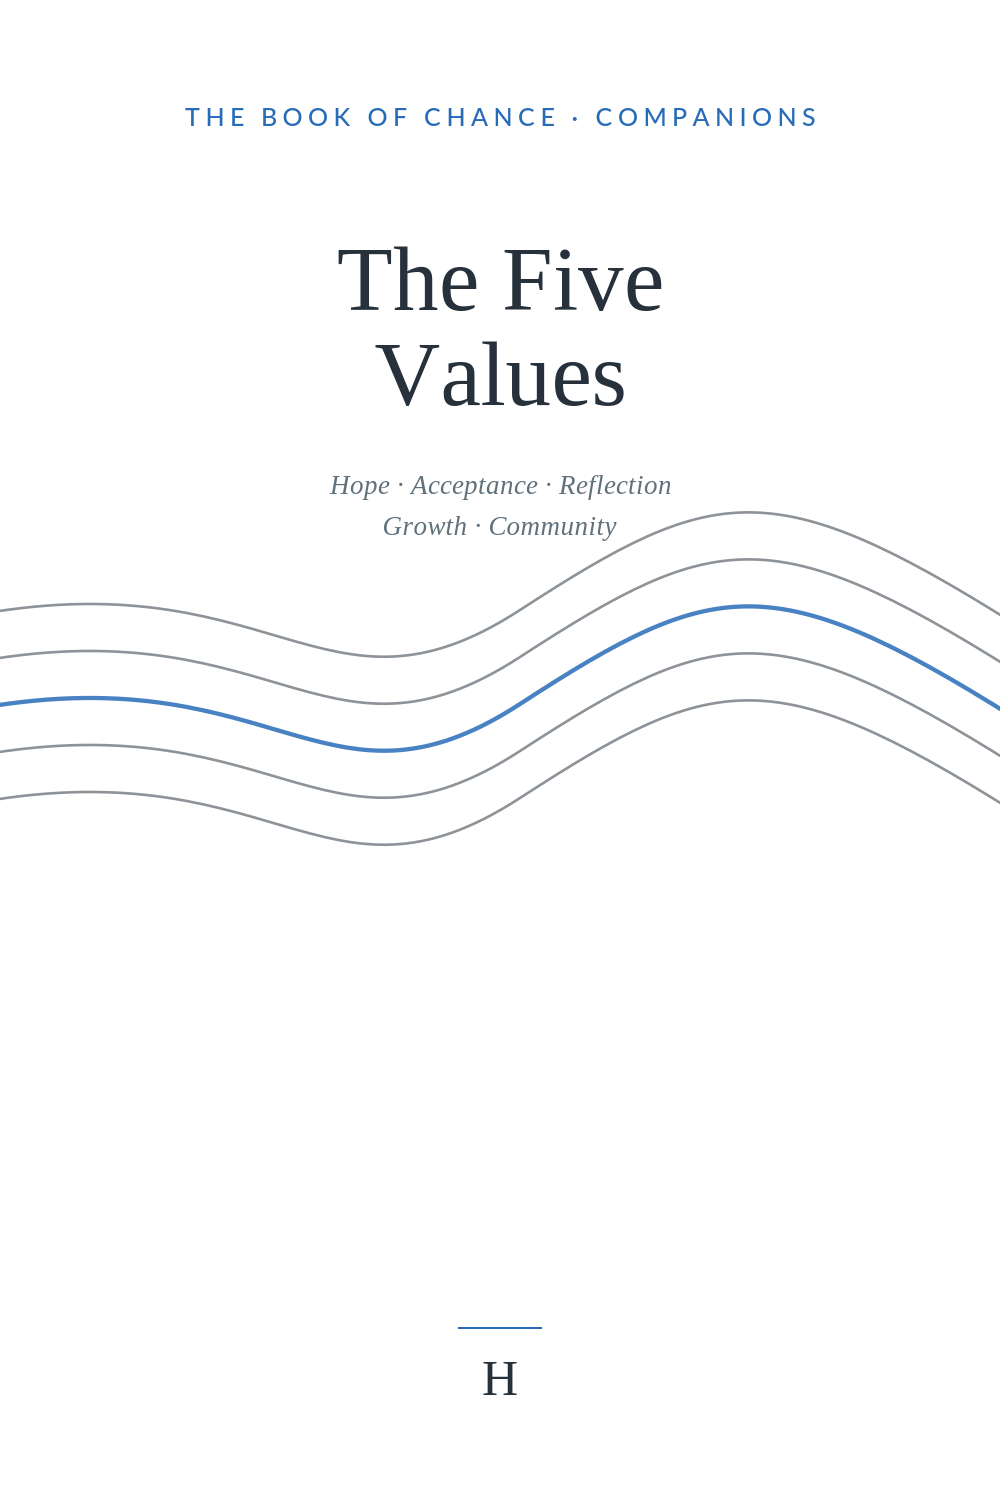 THE BOOK OF CHANCE · COMPANIONS
The Five
Values
Hope · Acceptance · Reflection
Growth · Community
H